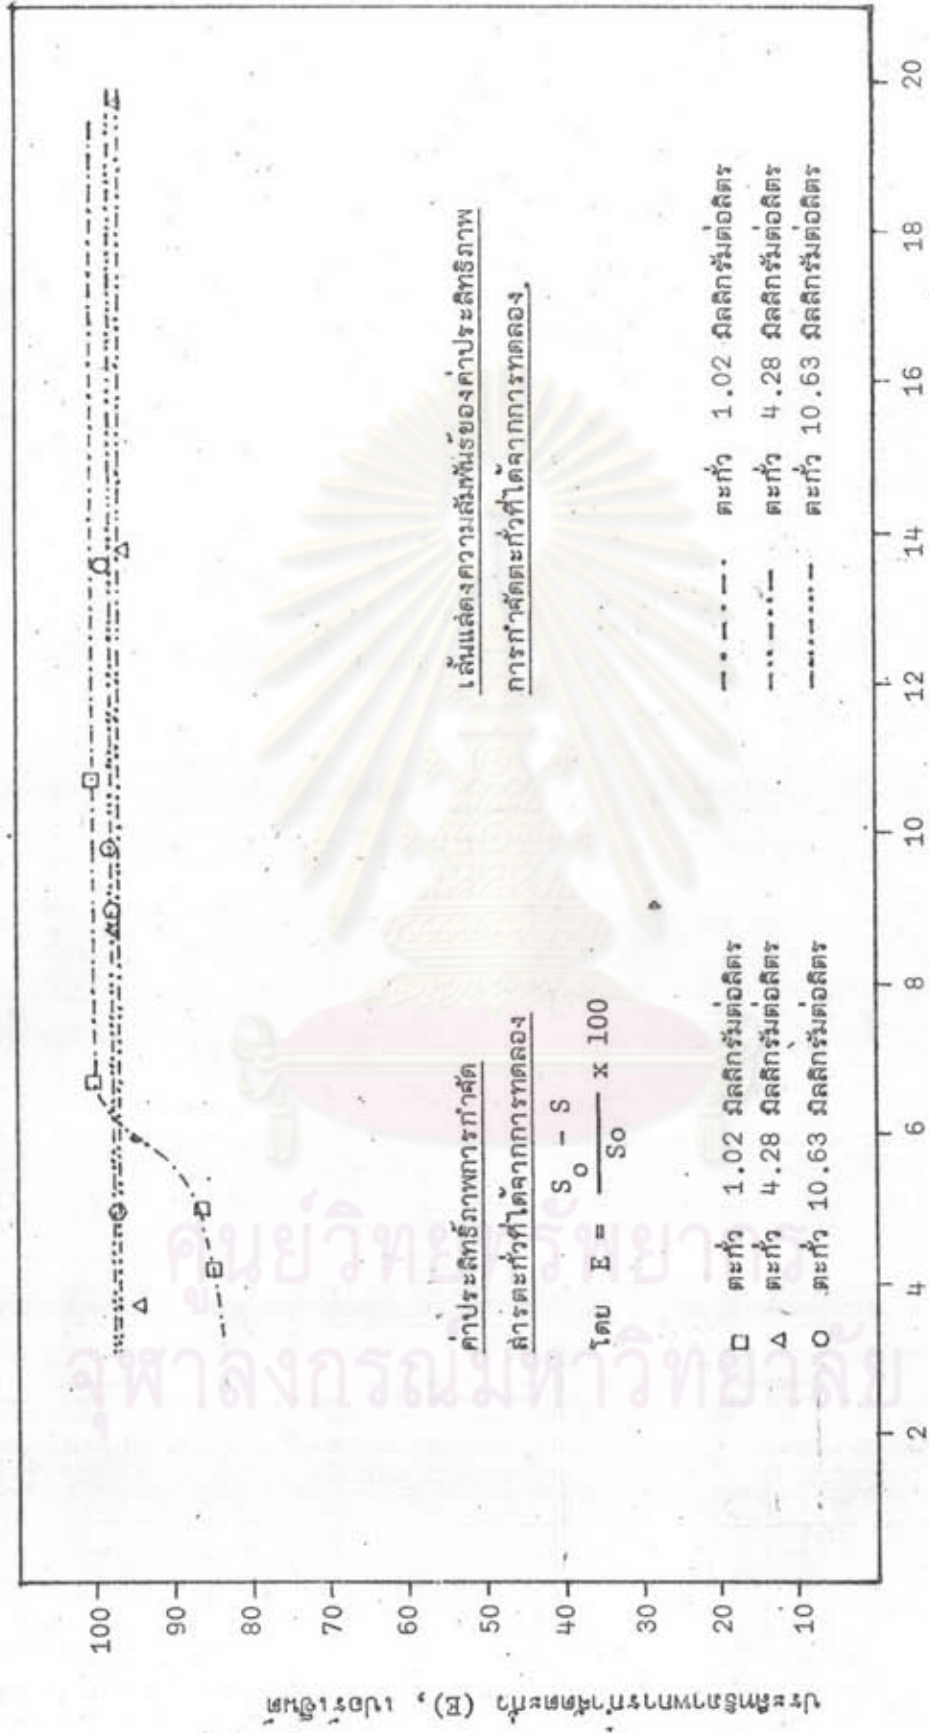 ประสิทธิภาพการกำจัดตะกั่ว (E), เปอร์เซ็นต์
100
90
80
70
60
50
40
30
20
10
2
4
6
8
10
12
14
16
18
20
ค่าประสิทธิ์ภาพการกำจัด
สารตะกั่วที่ได้จากการทดลอง
โดย E = So - S / So x 100
□ ตะกั่ว 1.02 มิลลิกรัมต่อลิตร
△ ตะกั่ว 4.28 มิลลิกรัมต่อลิตร
○ ตะกั่ว 10.63 มิลลิกรัมต่อลิตร
เส้นแสดงความสัมพันธ์ของค่าประสิทธิภาพ
การกำจัดตะกั่วที่ได้จากการทดลอง
ตะกั่ว 1.02 มิลลิกรัมต่อลิตร
ตะกั่ว 4.28 มิลลิกรัมต่อลิตร
ตะกั่ว 10.63 มิลลิกรัมต่อลิตร
ศูนย์วิทยทรัพยากร
จุฬาลงกรณ์มหาวิทยาลัย